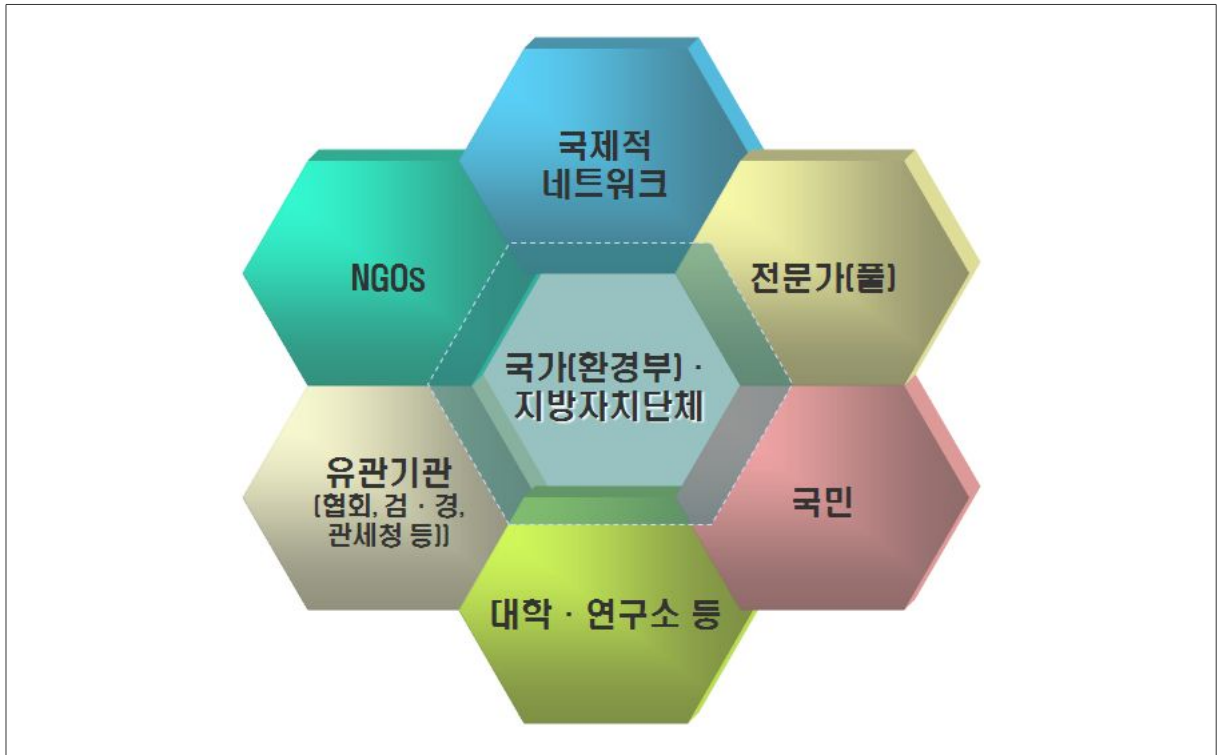 국제적
네트워크
NGOs
전문가(풀)
국가(환경부) ·
지방자치단체
유관기관
(협회, 검 · 경,
관세청 등))
국민
대학 · 연구소 등